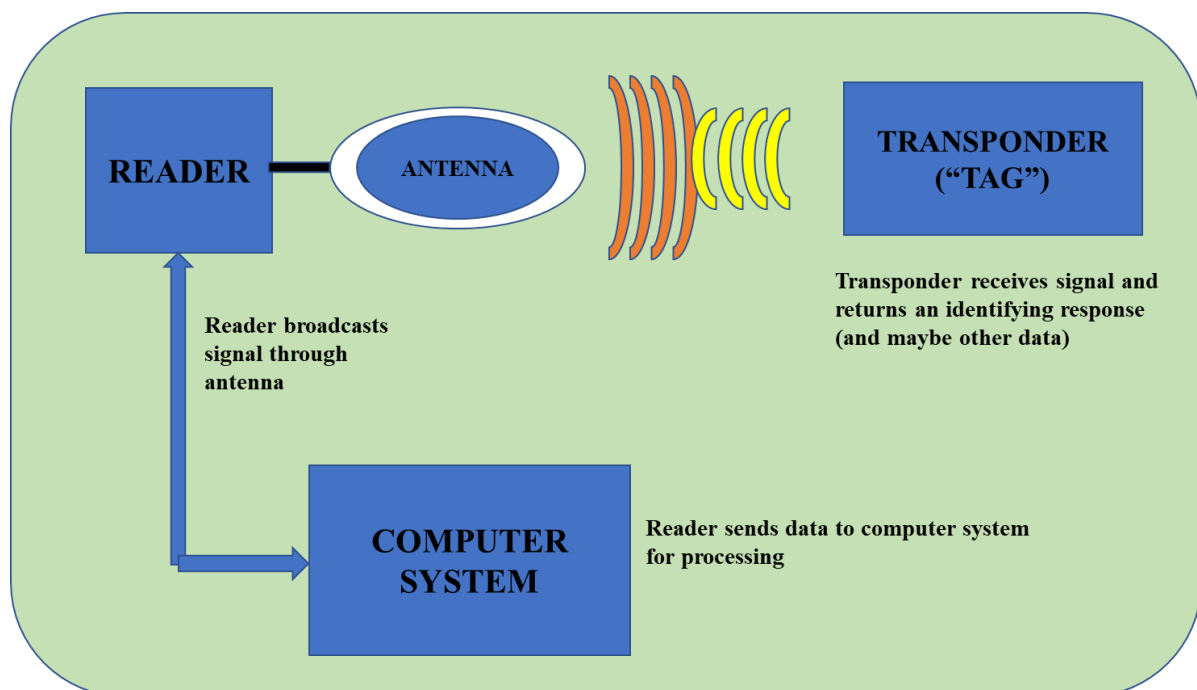 READER
ANTENNA
TRANSPONDER
(“TAG”)
Transponder receives signal and
returns an identifying response
(and maybe other data)
Reader broadcasts
signal through
antenna
COMPUTER
SYSTEM
Reader sends data to computer system
for processing